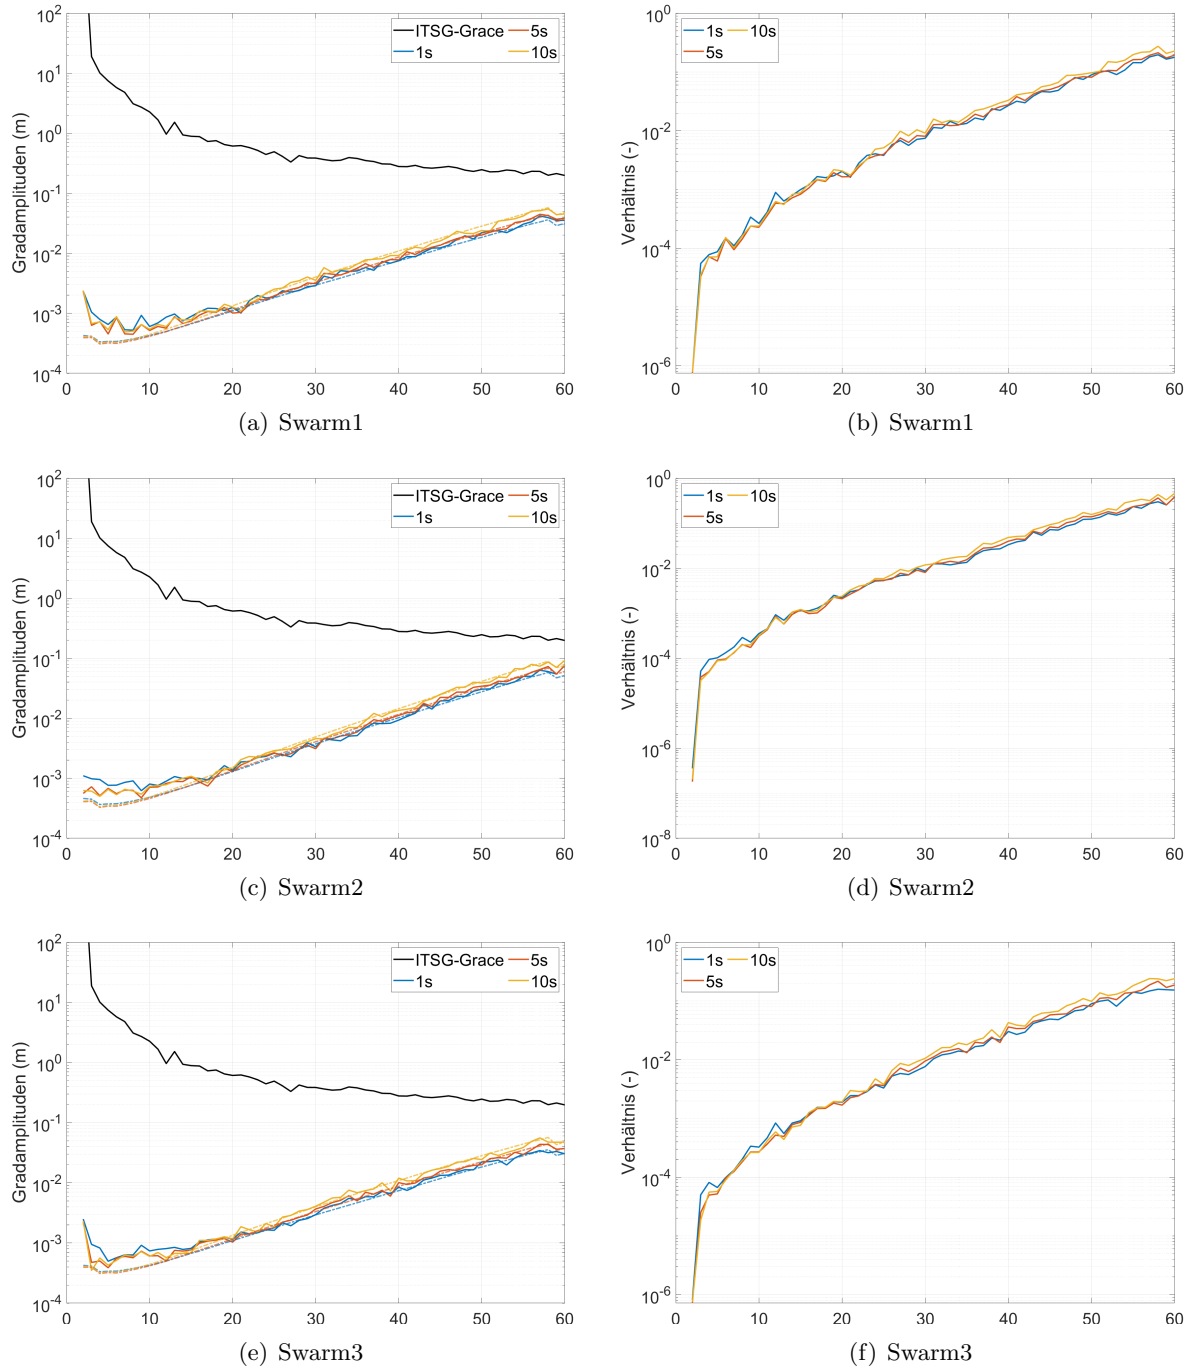 10^2
10^1
10^0
10^-1
10^-2
10^-3
10^-4
Gradamplituden (m)
ITSG-Grace 5s
1s 10s
0 10 20 30 40 50 60
(a) Swarm1
10^0
10^-2
10^-4
10^-6
Verhältnis (-)
1s 10s
5s
0 10 20 30 40 50 60
(b) Swarm1
10^2
10^1
10^0
10^-1
10^-2
10^-3
10^-4
Gradamplituden (m)
ITSG-Grace 5s
1s 10s
0 10 20 30 40 50 60
(c) Swarm2
10^0
10^-2
10^-4
10^-6
10^-8
Verhältnis (-)
1s 10s
5s
0 10 20 30 40 50 60
(d) Swarm2
10^2
10^1
10^0
10^-1
10^-2
10^-3
10^-4
Gradamplituden (m)
ITSG-Grace 5s
1s 10s
0 10 20 30 40 50 60
(e) Swarm3
10^0
10^-2
10^-4
10^-6
Verhältnis (-)
1s 10s
5s
0 10 20 30 40 50 60
(f) Swarm3